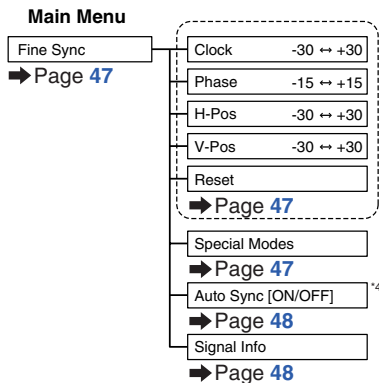 Main Menu
Fine Sync
Page 47
Clock -30 ↔ +30
Phase -15 ↔ +15
H-Pos -30 ↔ +30
V-Pos -30 ↔ +30
Reset
Page 47
Special Modes
Page 47
Auto Sync [ON/OFF] *4
Page 48
Signal Info
Page 48